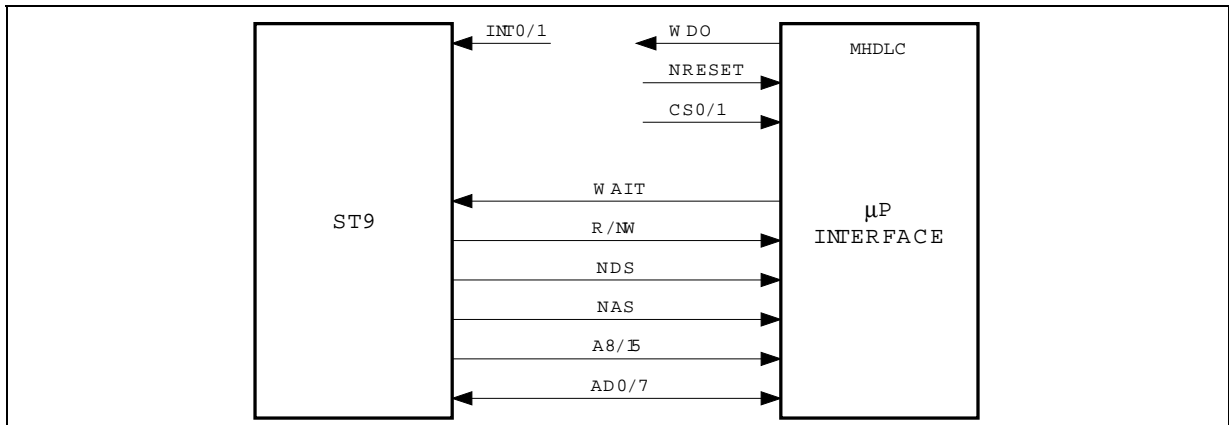 INT0/1
WDO
MHDLC
NRESET
CS0/1
WAIT
ST9
µP
INTERFACE
R/NW
NDS
NAS
A8/15
AD0/7